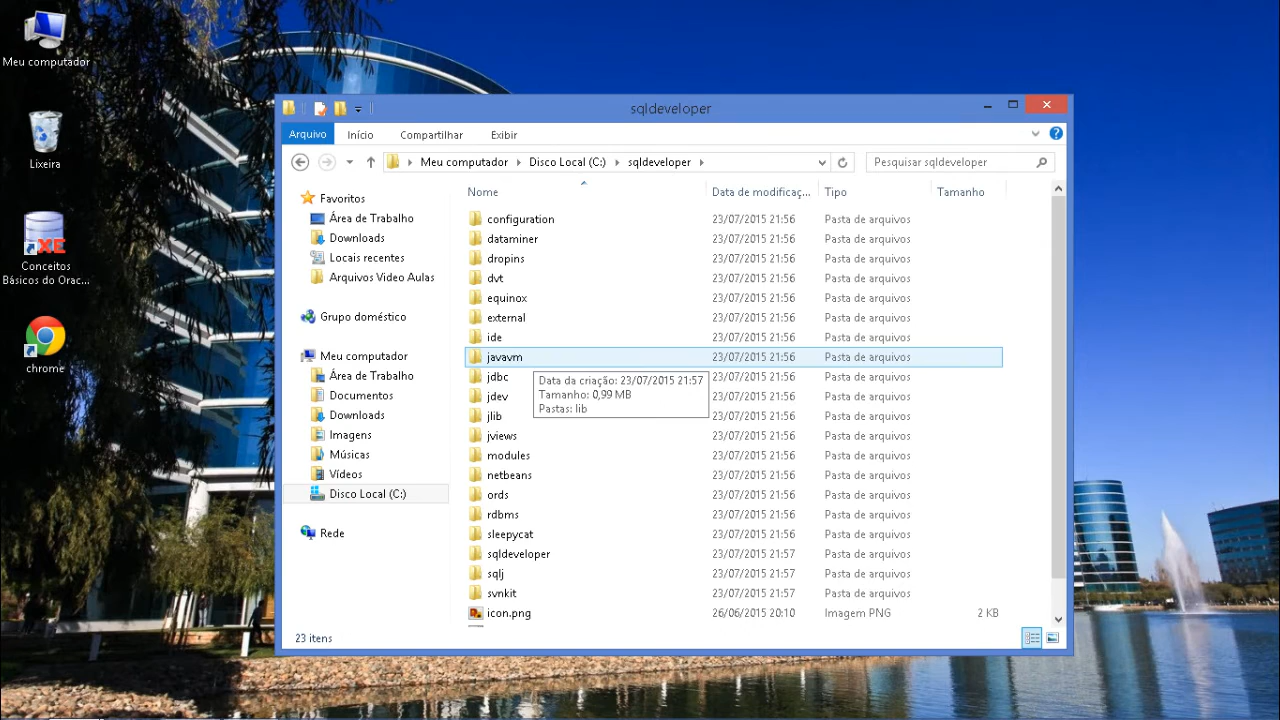 Meu computador
Lixeira
XE
Conceitos
Básicos do Orac...
chrome
sqldeveloper
Arquivo Início Compartilhar Exibir
Meu computador Disco Local (C:) sqldeveloper
Pesquisar sqldeveloper
Favoritos
Área de Trabalho
Downloads
Locais recentes
Arquivos Video Aulas
Grupo doméstico
Meu computador
Área de Trabalho
Documentos
Downloads
Imagens
Músicas
Vídeos
Disco Local (C:)
Rede
Nome Data de modificaç... Tipo Tamanho
configuration 23/07/2015 21:56 Pasta de arquivos
dataminer 23/07/2015 21:56 Pasta de arquivos
dropins 23/07/2015 21:56 Pasta de arquivos
dvt 23/07/2015 21:56 Pasta de arquivos
equinox 23/07/2015 21:56 Pasta de arquivos
external 23/07/2015 21:56 Pasta de arquivos
ide 23/07/2015 21:56 Pasta de arquivos
javavm 23/07/2015 21:56 Pasta de arquivos
jdbc 23/07/2015 21:56 Pasta de arquivos
jdev 23/07/2015 21:56 Pasta de arquivos
jlib 23/07/2015 21:56 Pasta de arquivos
jviews 23/07/2015 21:56 Pasta de arquivos
modules 23/07/2015 21:56 Pasta de arquivos
netbeans 23/07/2015 21:56 Pasta de arquivos
ords 23/07/2015 21:56 Pasta de arquivos
rdbms 23/07/2015 21:56 Pasta de arquivos
sleepycat 23/07/2015 21:56 Pasta de arquivos
sqldeveloper 23/07/2015 21:57 Pasta de arquivos
sqlj 23/07/2015 21:57 Pasta de arquivos
svnkit 23/07/2015 21:57 Pasta de arquivos
icon.png 26/06/2015 20:10 Imagem PNG 2 KB
Data da criação: 23/07/2015 21:57
Tamanho: 0,99 MB
Pastas: lib
23 itens